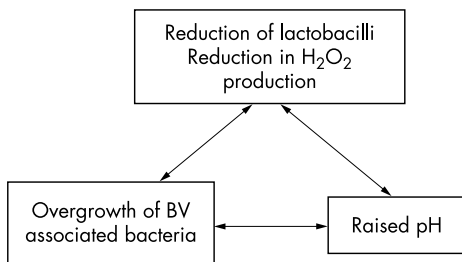 Reduction of lactobacilli
Reduction in H₂O₂
production
Overgrowth of BV
associated bacteria
Raised pH